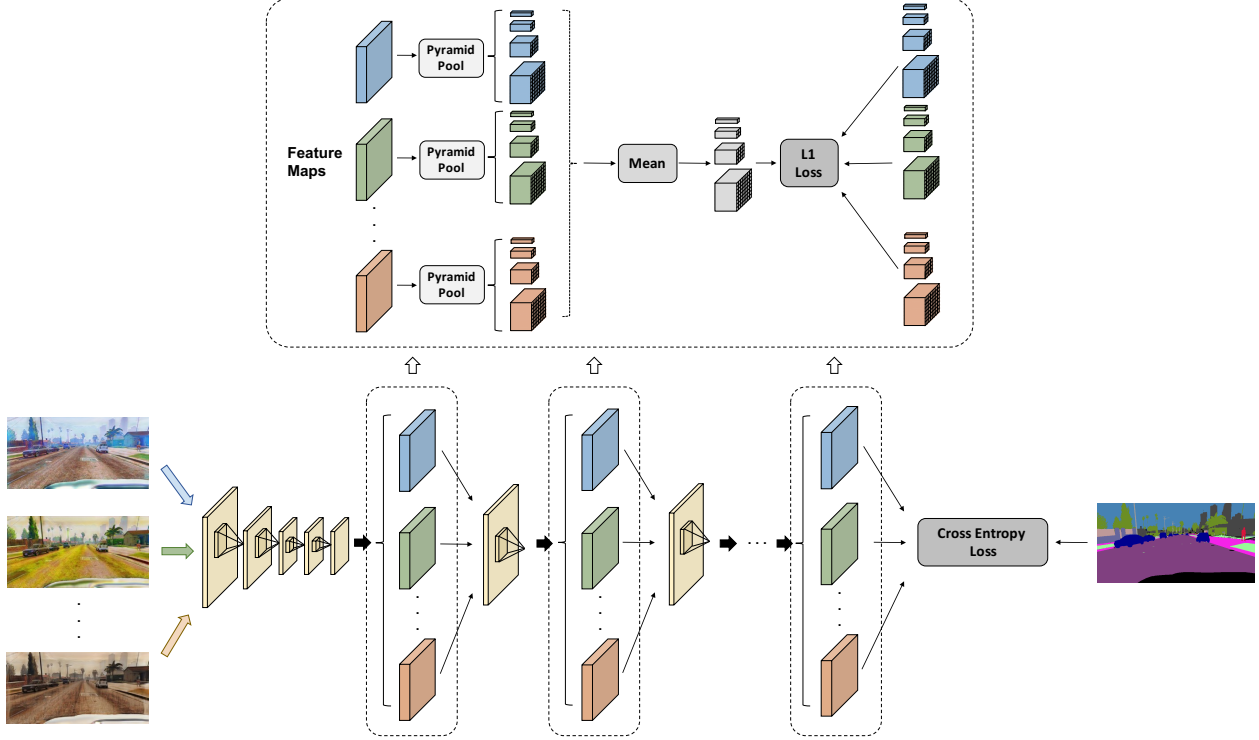 Pyramid
Pool
Feature
Maps
Pyramid
Pool
Mean
L1
Loss
Pyramid
Pool
Cross Entropy
Loss